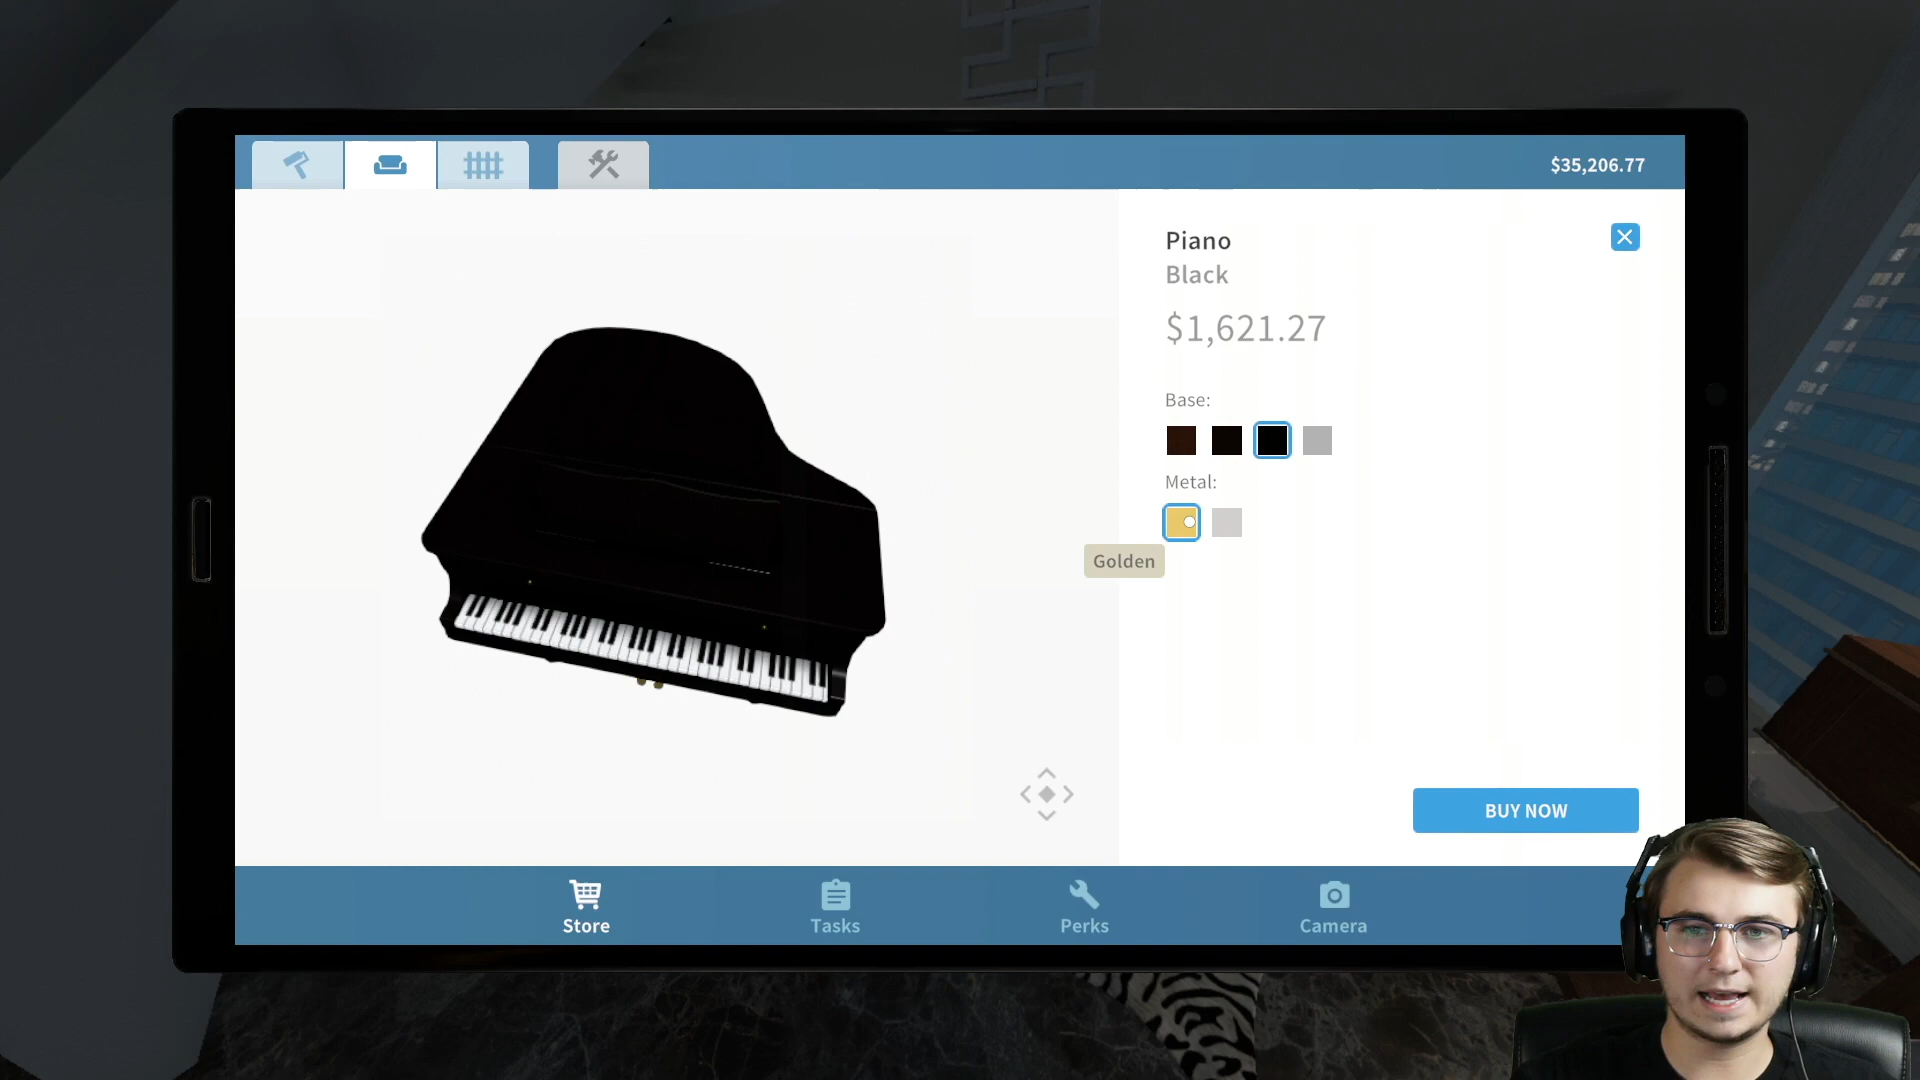 $35,206.77
Piano
Black
$1,621.27
Base:
Metal:
Golden
BUY NOW
Store
Tasks
Perks
Camera